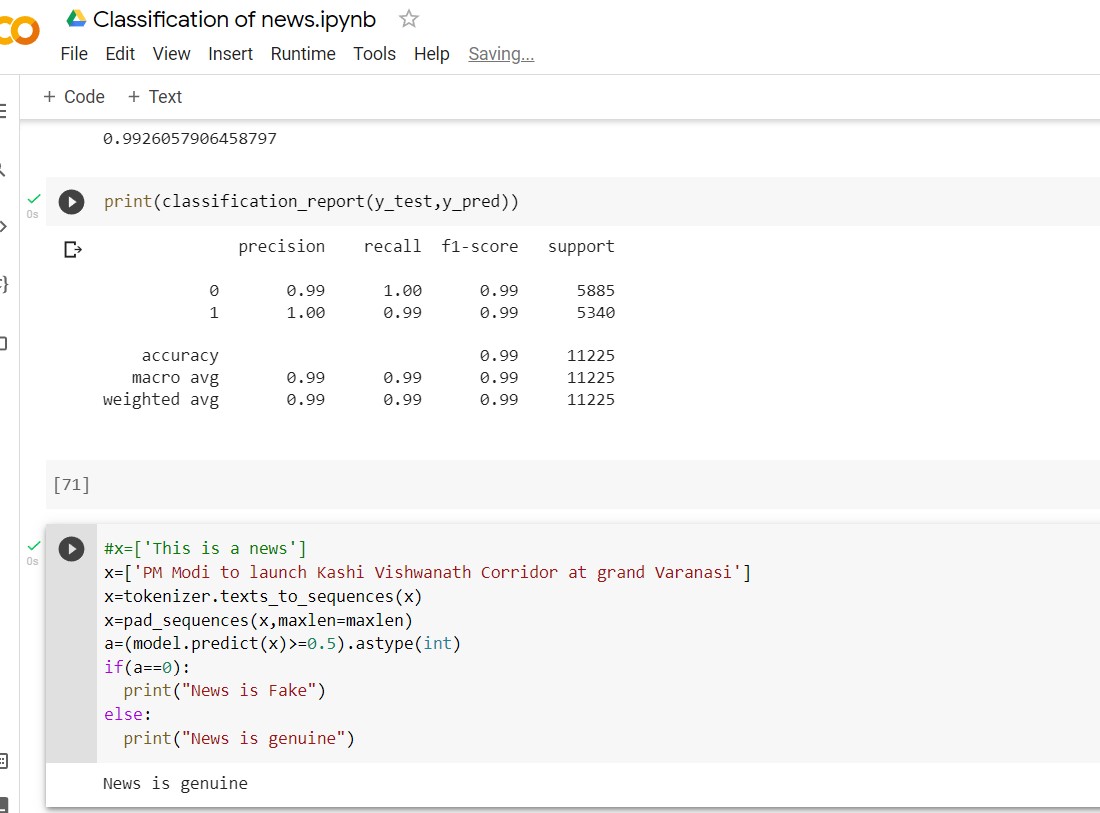 Classification of news.ipynb
File Edit View Insert Runtime Tools Help Saving...
+ Code + Text
0.9926057906458797
0s
print(classification_report(y_test,y_pred))
precision recall f1-score support
0 0.99 1.00 0.99 5885
1 1.00 0.99 0.99 5340
accuracy 0.99 11225
macro avg 0.99 0.99 0.99 11225
weighted avg 0.99 0.99 0.99 11225
[71]
0s
#x=['This is a news']
x=['PM Modi to launch Kashi Vishwanath Corridor at grand Varanasi']
x=tokenizer.texts_to_sequences(x)
x=pad_sequences(x,maxlen=maxlen)
a=(model.predict(x)>=0.5).astype(int)
if(a==0):
  print("News is Fake")
else:
  print("News is genuine")
News is genuine